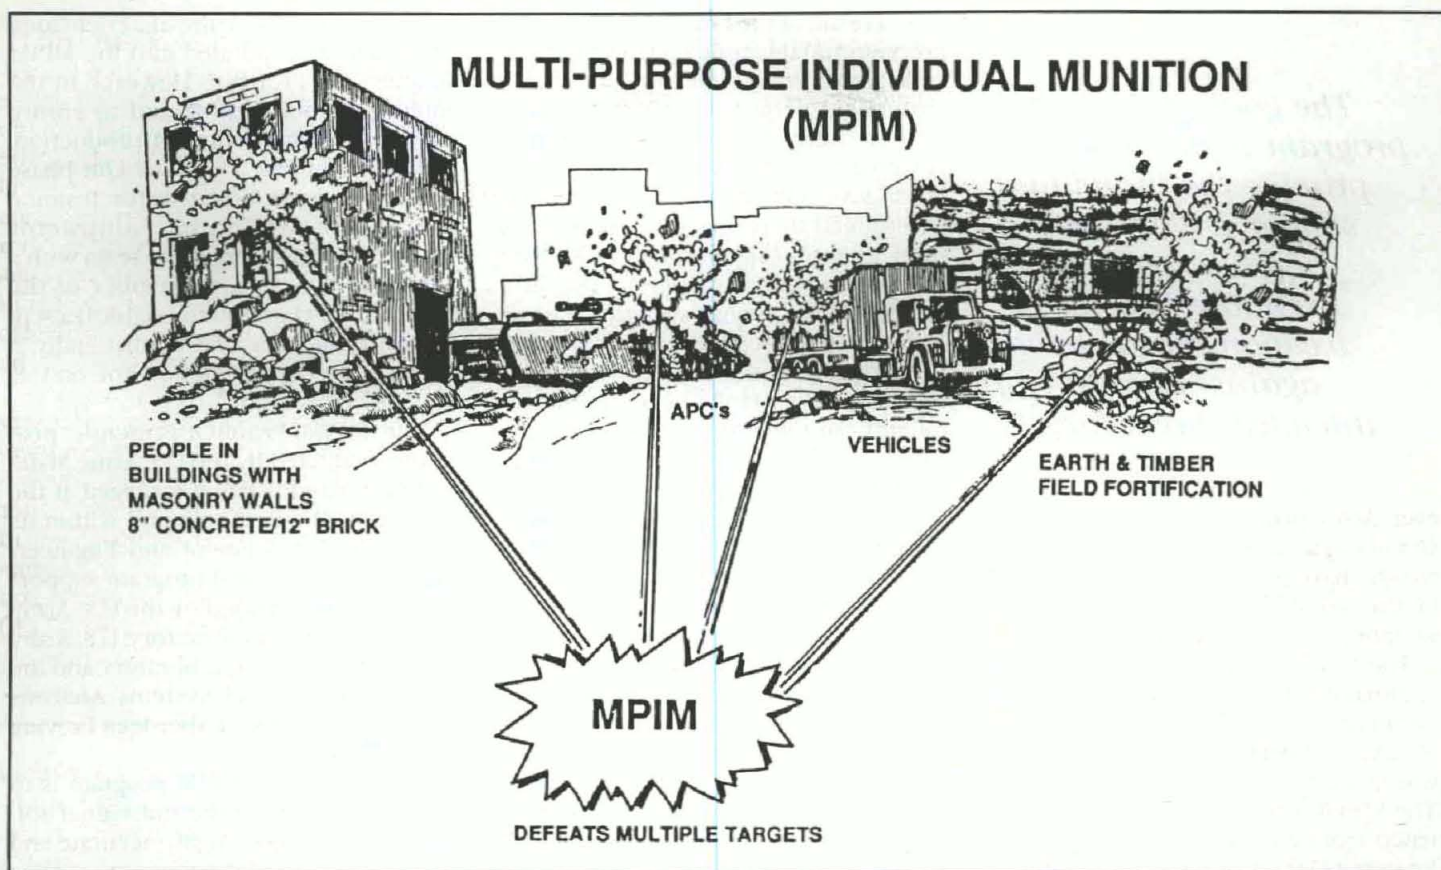 MULTI-PURPOSE INDIVIDUAL MUNITION
(MPIM)
PEOPLE IN
BUILDINGS WITH
MASONRY WALLS
8" CONCRETE/12" BRICK
APC's
VEHICLES
EARTH & TIMBER
FIELD FORTIFICATION
MPIM
DEFEATS MULTIPLE TARGETS